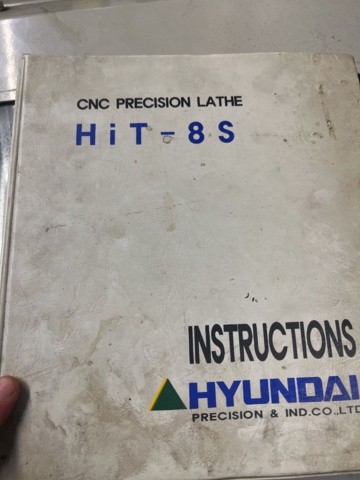 CNC PRECISION LATHE
HiT-8S
INSTRUCTIONS
HYUNDAI
PRECISION & IND.CO.,LTD